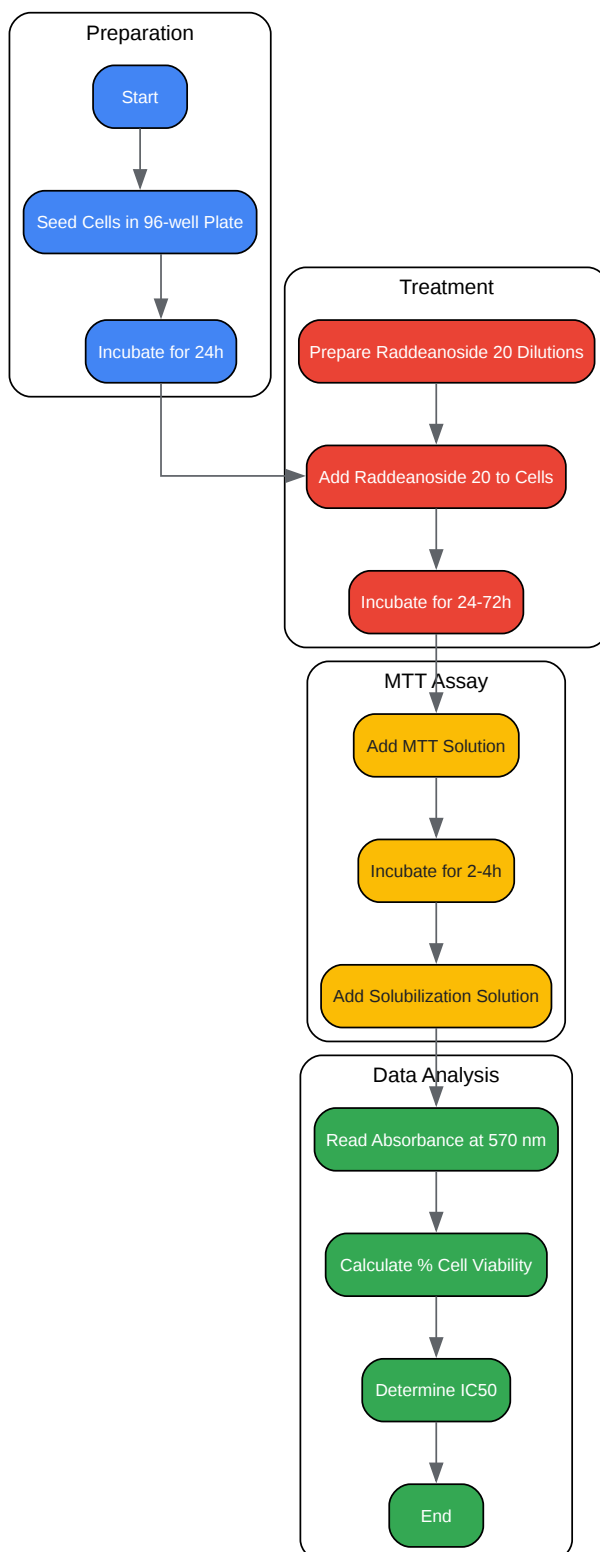 Preparation
Start
Seed Cells in 96-well Plate
Incubate for 24h
Treatment
Prepare Raddeanoside 20 Dilutions
Add Raddeanoside 20 to Cells
Incubate for 24-72h
MTT Assay
Add MTT Solution
Incubate for 2-4h
Add Solubilization Solution
Data Analysis
Read Absorbance at 570 nm
Calculate % Cell Viability
Determine IC50
End